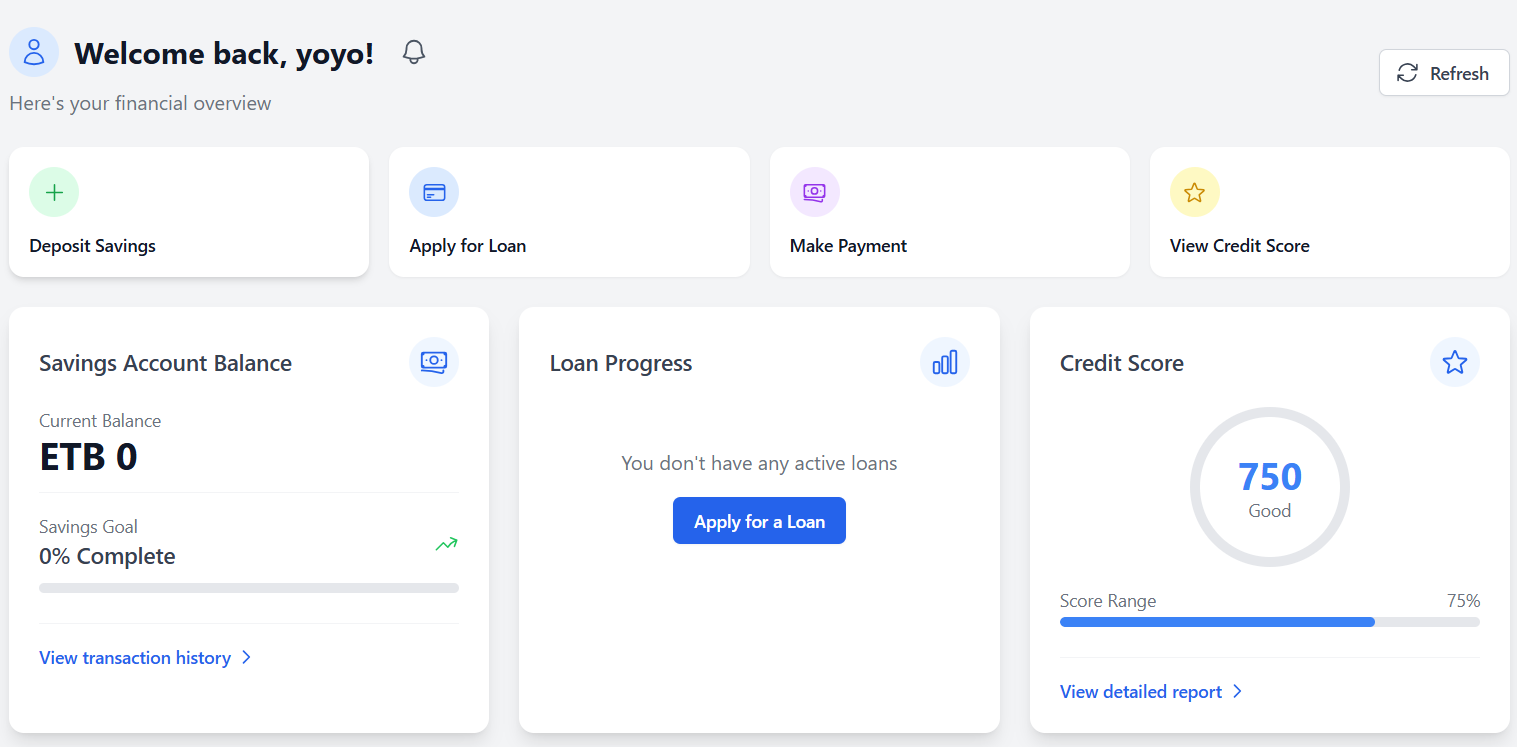 Welcome back, yoyo!
Here's your financial overview
Refresh
Deposit Savings
Apply for Loan
Make Payment
View Credit Score
Savings Account Balance
Current Balance
ETB 0
Savings Goal
0% Complete
View transaction history
Loan Progress
You don't have any active loans
Apply for a Loan
Credit Score
750
Good
Score Range 75%
View detailed report